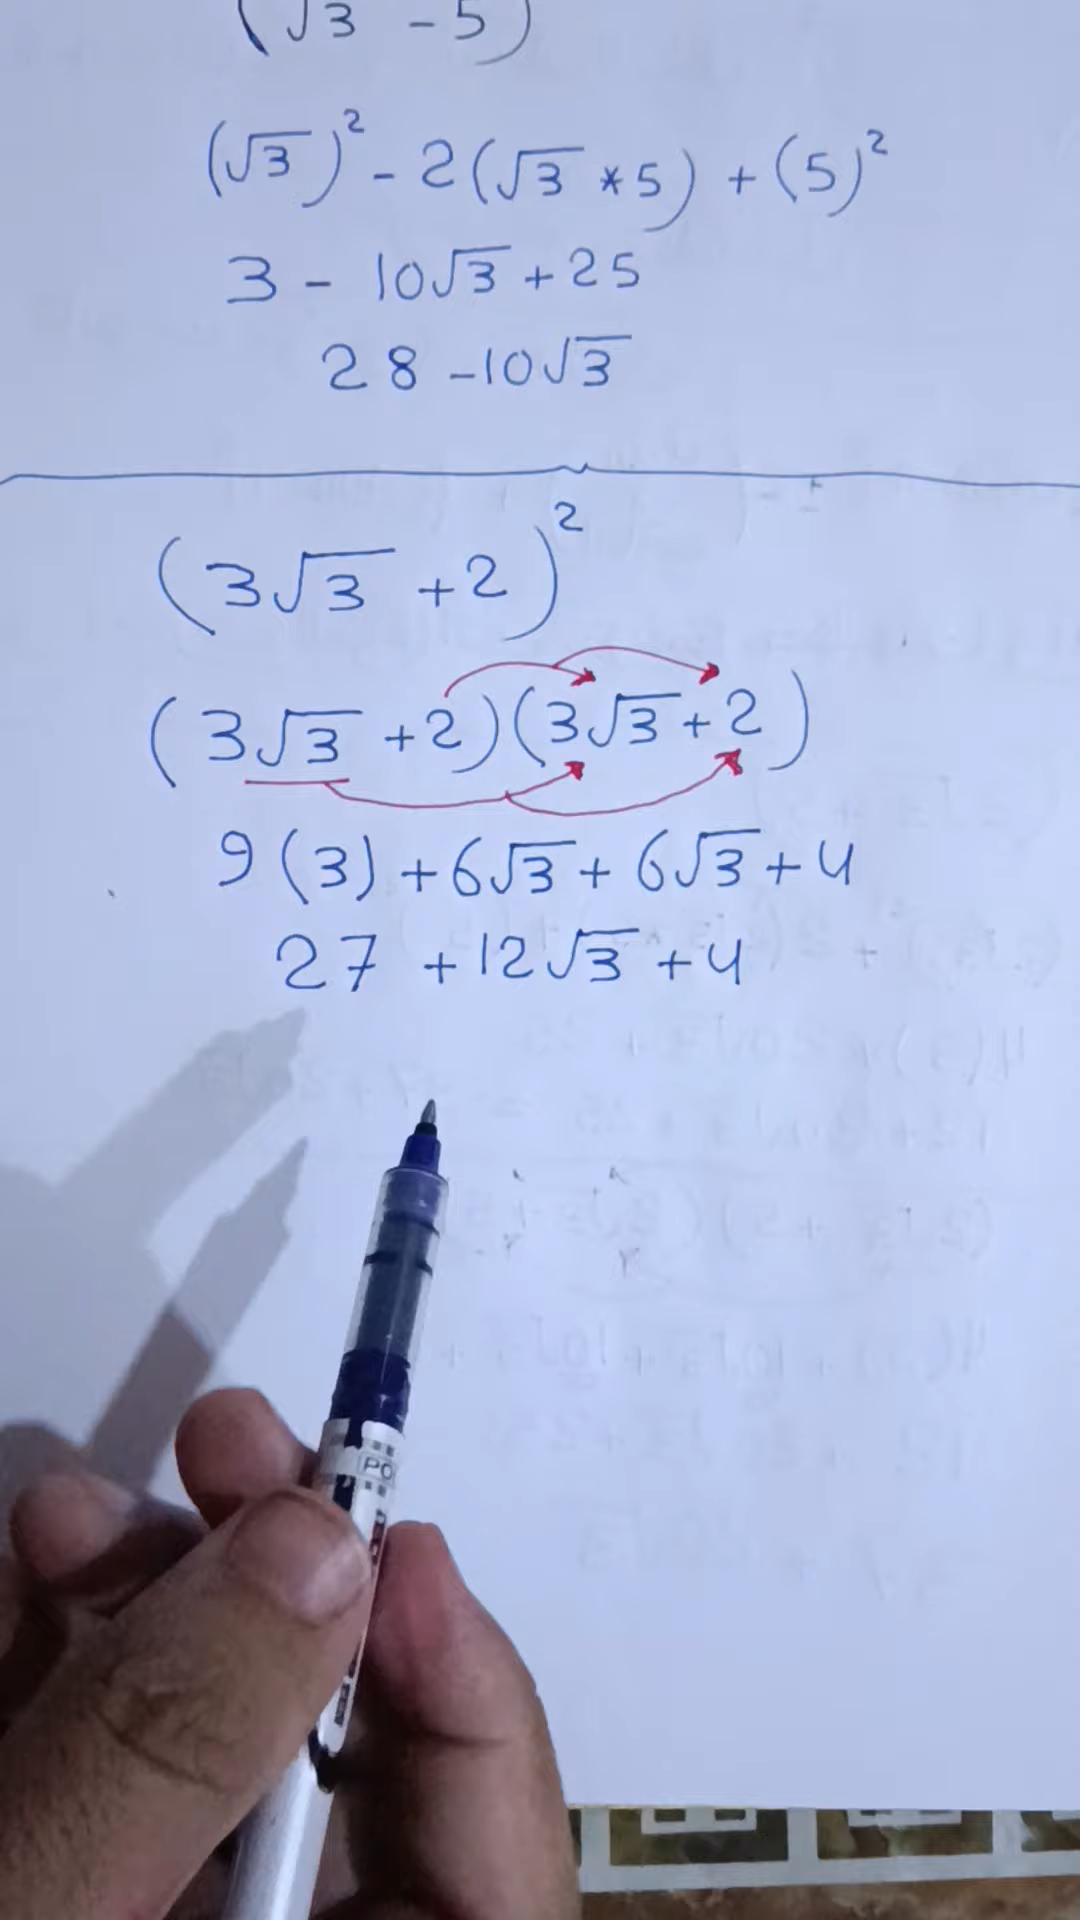 (√3 - 5)
(√3)² - 2(√3 * 5) + (5)²
3 - 10√3 + 25
28 - 10√3
(3√3 + 2)²
(3√3 + 2)(3√3 + 2)
9(3) + 6√3 + 6√3 + 4
27 + 12√3 + 4
PO